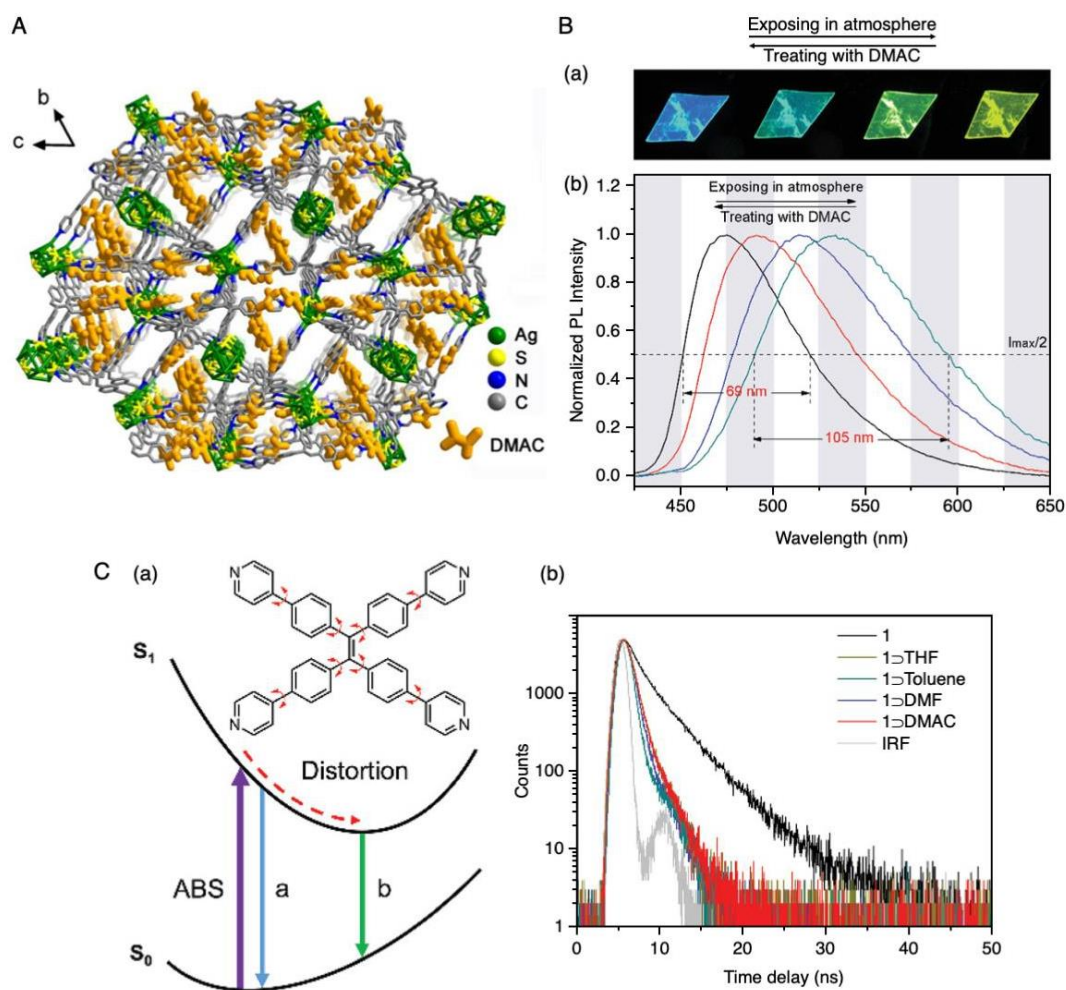 A
b
c
Ag
S
N
C
DMAC
B
Exposing in atmosphere
Treating with DMAC
(a)
(b)
Exposing in atmosphere
Treating with DMAC
Imax/2
69 nm
105 nm
Normalized PL Intensity
1.2
1.0
0.8
0.6
0.4
0.2
0.0
450 500 550 600 650
Wavelength (nm)
C (a)
N N
N N
S1
Distortion
ABS a b
S0
(b)
1
1⊃THF
1⊃Toluene
1⊃DMF
1⊃DMAC
IRF
Counts
1000
100
10
1
0 10 20 30 40 50
Time delay (ns)